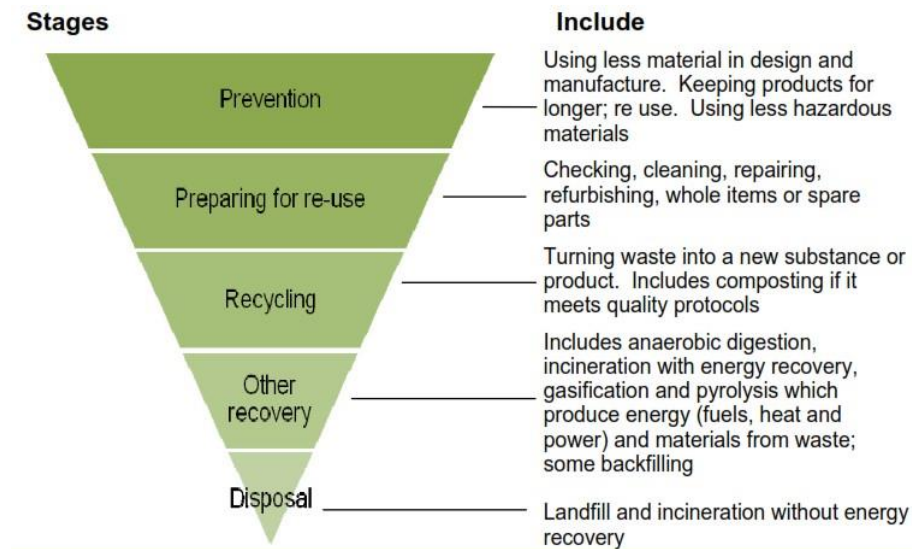 Stages
Include
Prevention
Using less material in design and
manufacture. Keeping products for
longer; re use. Using less hazardous
materials
Preparing for re-use
Checking, cleaning, repairing,
refurbishing, whole items or spare
parts
Recycling
Turning waste into a new substance or
product. Includes composting if it
meets quality protocols
Other
recovery
Includes anaerobic digestion,
incineration with energy recovery,
gasification and pyrolysis which
produce energy (fuels, heat and
power) and materials from waste;
some backfilling
Disposal
Landfill and incineration without energy
recovery